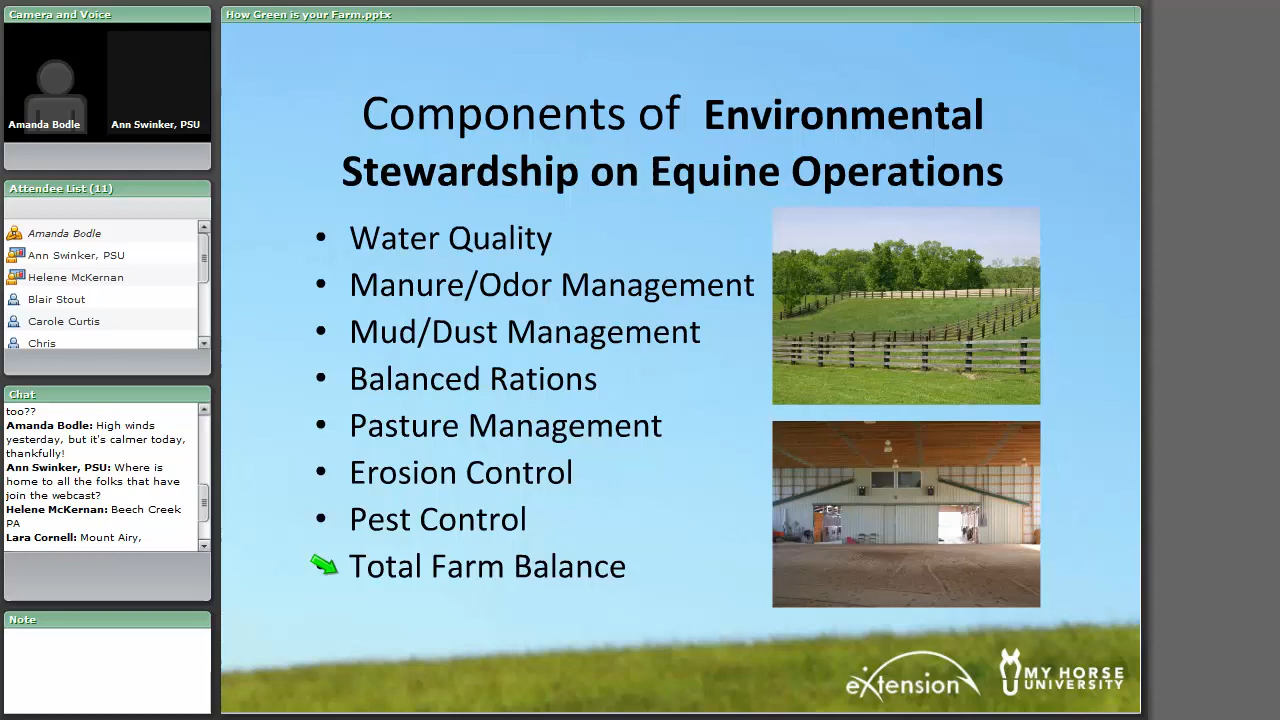 Camera and Voice
Amanda Bodle
Ann Swinker, PSU
Attendee List (11)
Amanda Bodle
Ann Swinker, PSU
Helene McKernan
Blair Stout
Carole Curtis
Chris
Chat
too??
Amanda Bodle: High winds
yesterday, but it's calmer today,
thankfully!
Ann Swinker, PSU: Where is
home to all the folks that have
join the webcast?
Helene McKernan: Beech Creek
PA
Lara Cornell: Mount Airy,
Note
How Green is your Farm.pptx
Components of Environmental
Stewardship on Equine Operations
• Water Quality
• Manure/Odor Management
• Mud/Dust Management
• Balanced Rations
• Pasture Management
• Erosion Control
• Pest Control
Total Farm Balance
eXtension
MY HORSE
UNIVERSITY